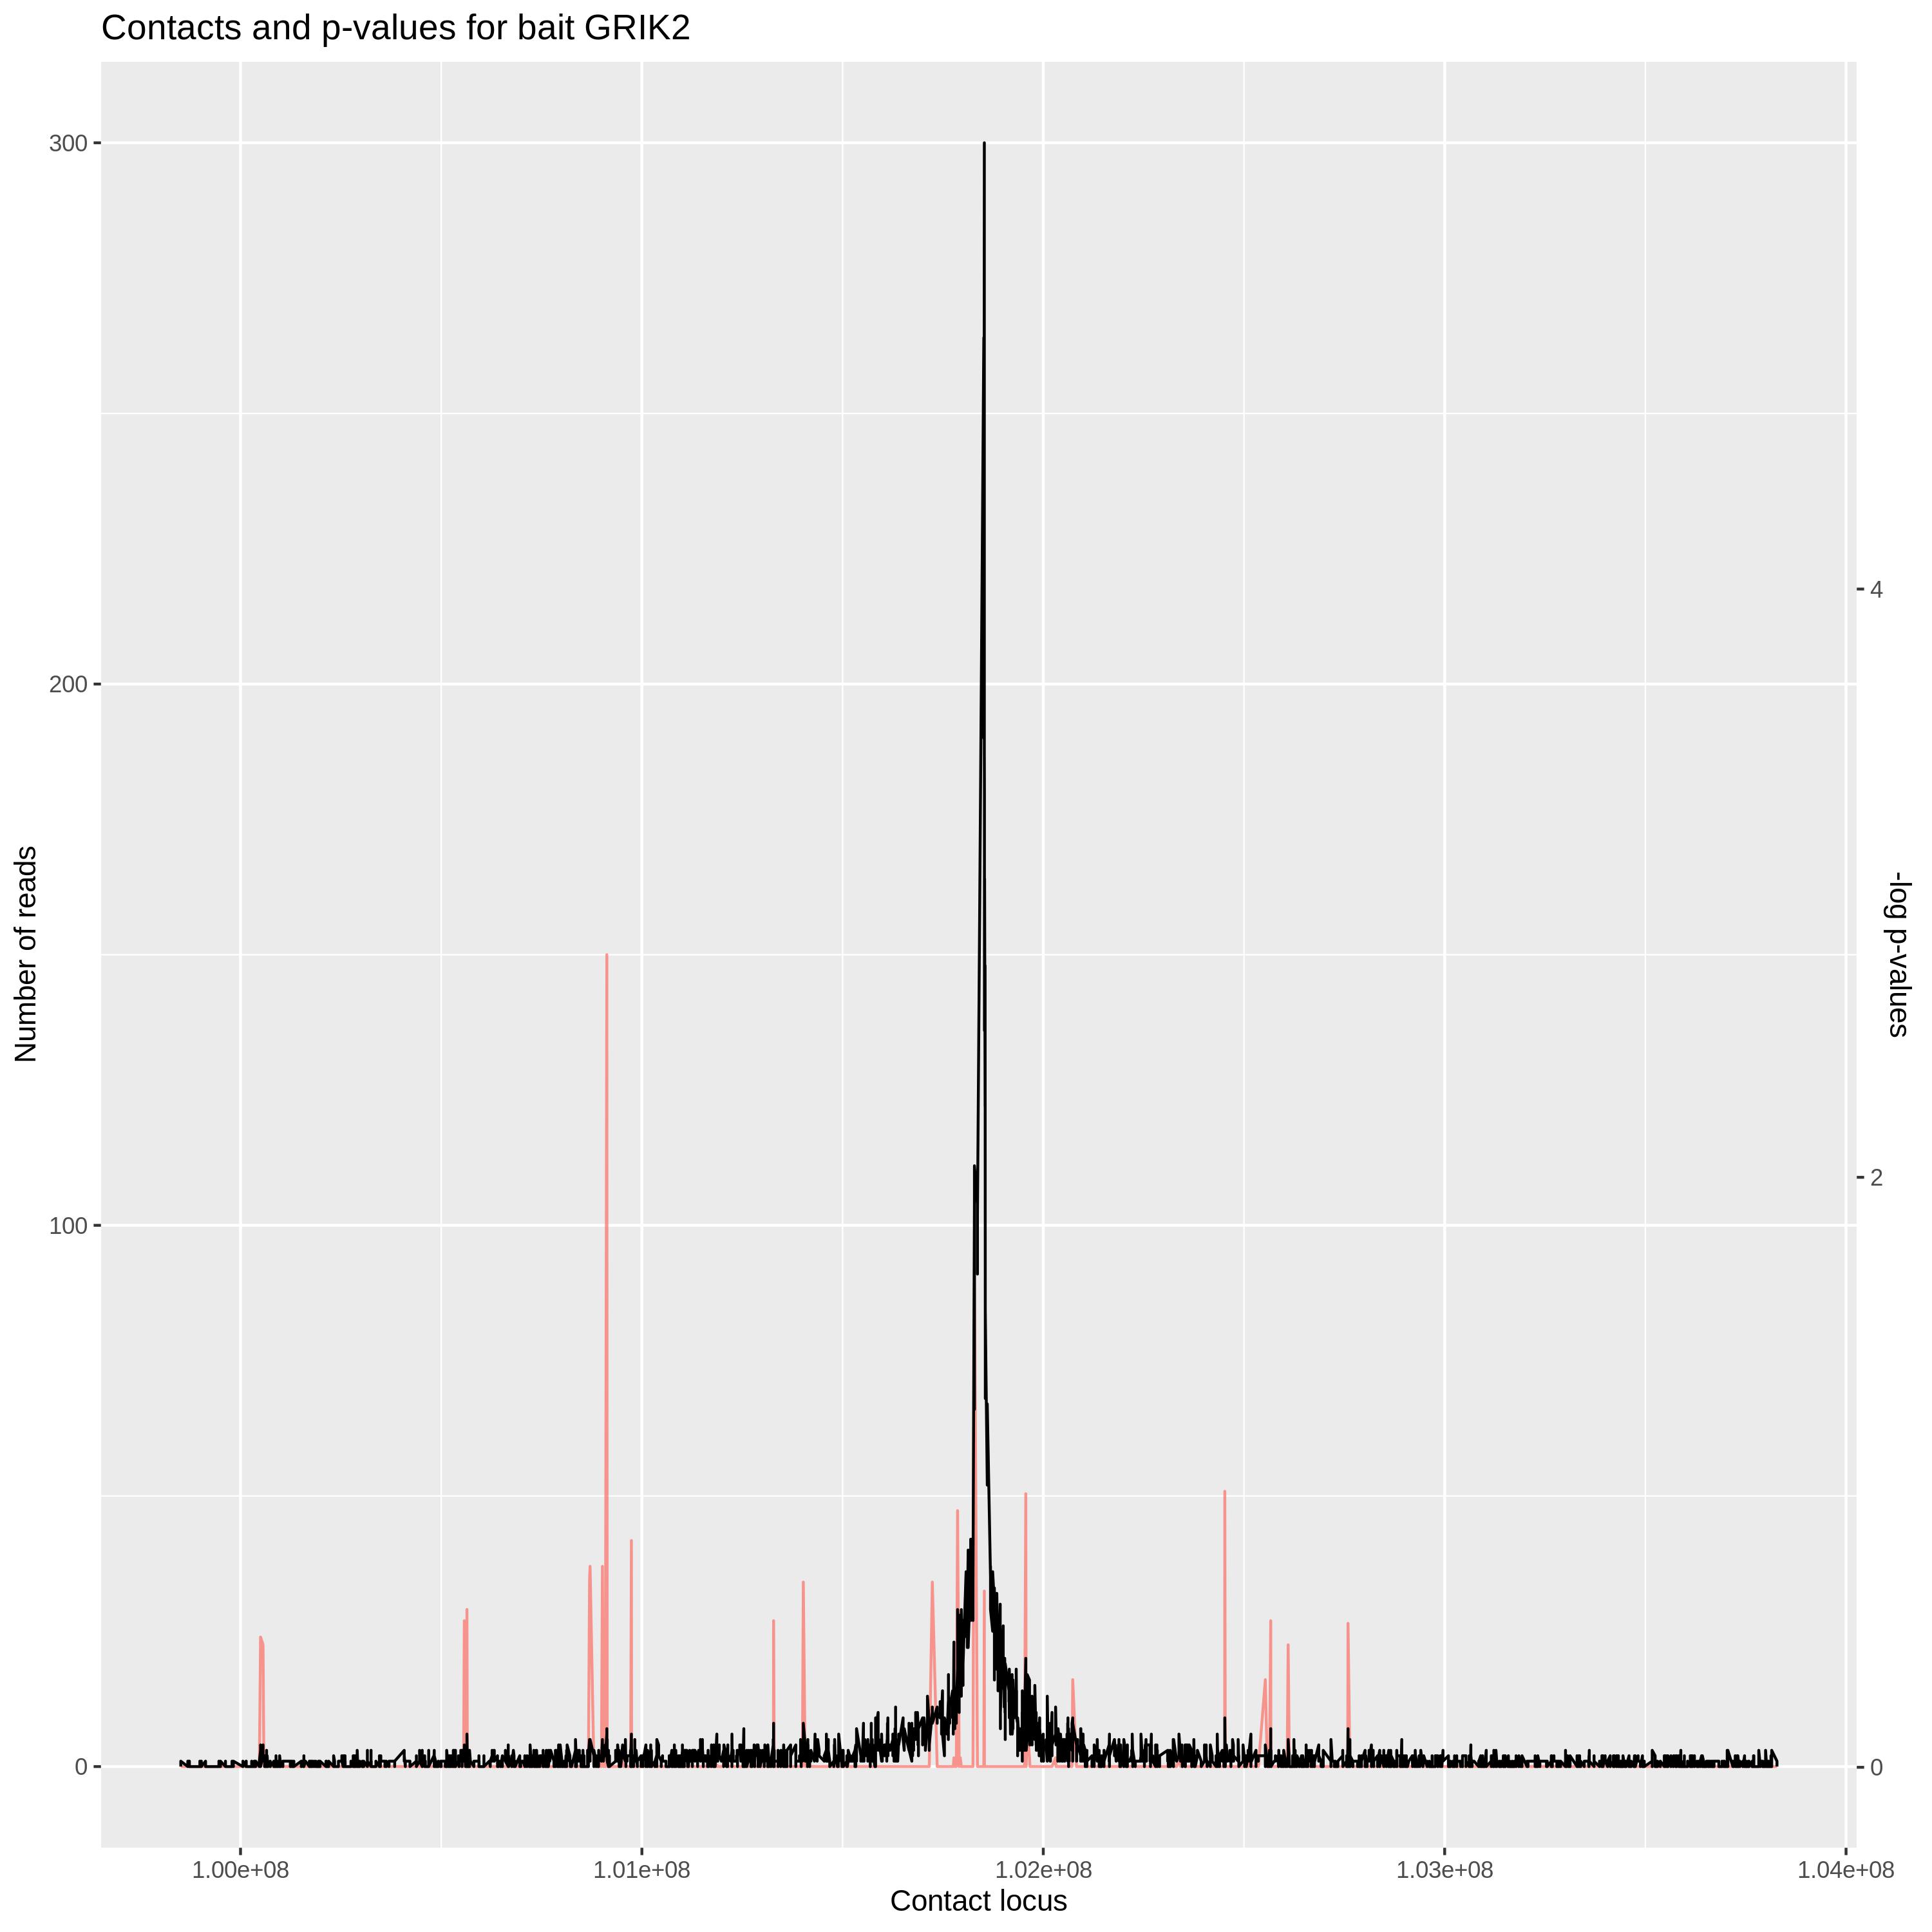 Contacts and p-values for bait GRIK2
300
200
100
0
Number of reads
4
2
0
-log p-values
1.00e+08
1.01e+08
1.02e+08
1.03e+08
1.04e+08
Contact locus